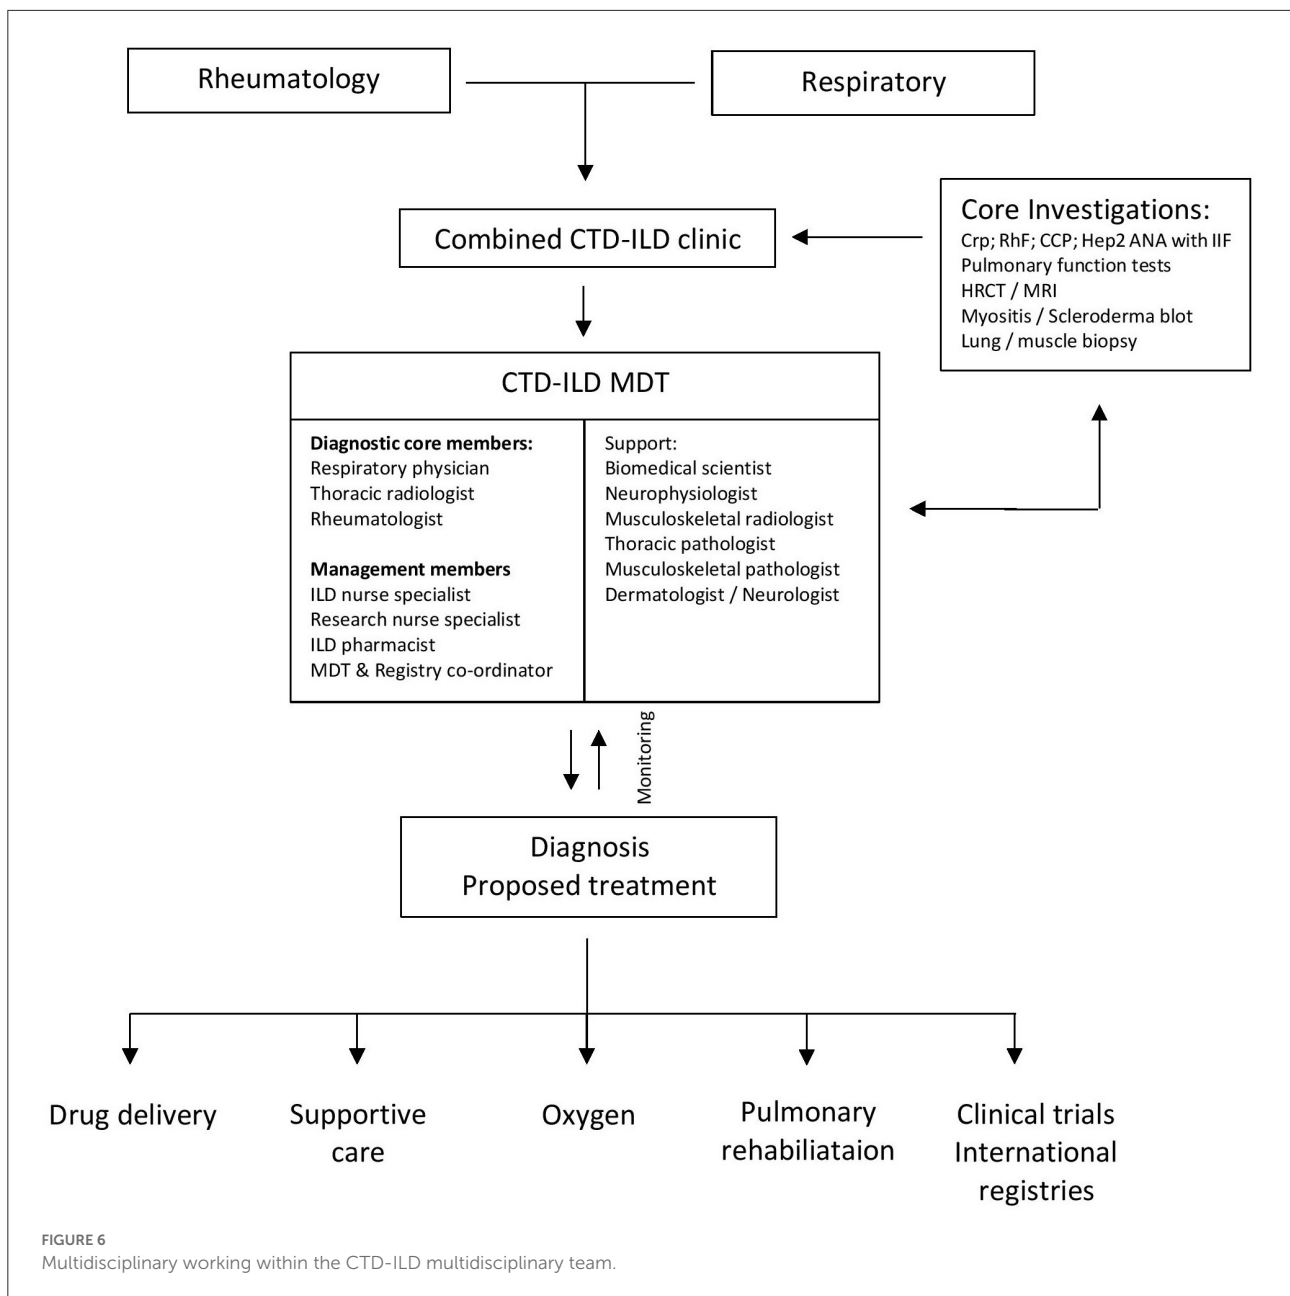 Rheumatology
Respiratory
Combined CTD-ILD clinic
Core Investigations:
Crp; RhF; CCP; Hep2 ANA with IIF
Pulmonary function tests
HRCT / MRI
Myositis / Scleroderma blot
Lung / muscle biopsy
CTD-ILD MDT
Diagnostic core members:
Respiratory physician
Thoracic radiologist
Rheumatologist
Management members
ILD nurse specialist
Research nurse specialist
ILD pharmacist
MDT & Registry co-ordinator
Support:
Biomedical scientist
Neurophysiologist
Musculoskeletal radiologist
Thoracic pathologist
Musculoskeletal pathologist
Dermatologist / Neurologist
Monitoring
Diagnosis
Proposed treatment
Drug delivery
Supportive
care
Oxygen
Pulmonary
rehabiliataion
Clinical trials
International
registries
FIGURE 6
Multidisciplinary working within the CTD-ILD multidisciplinary team.